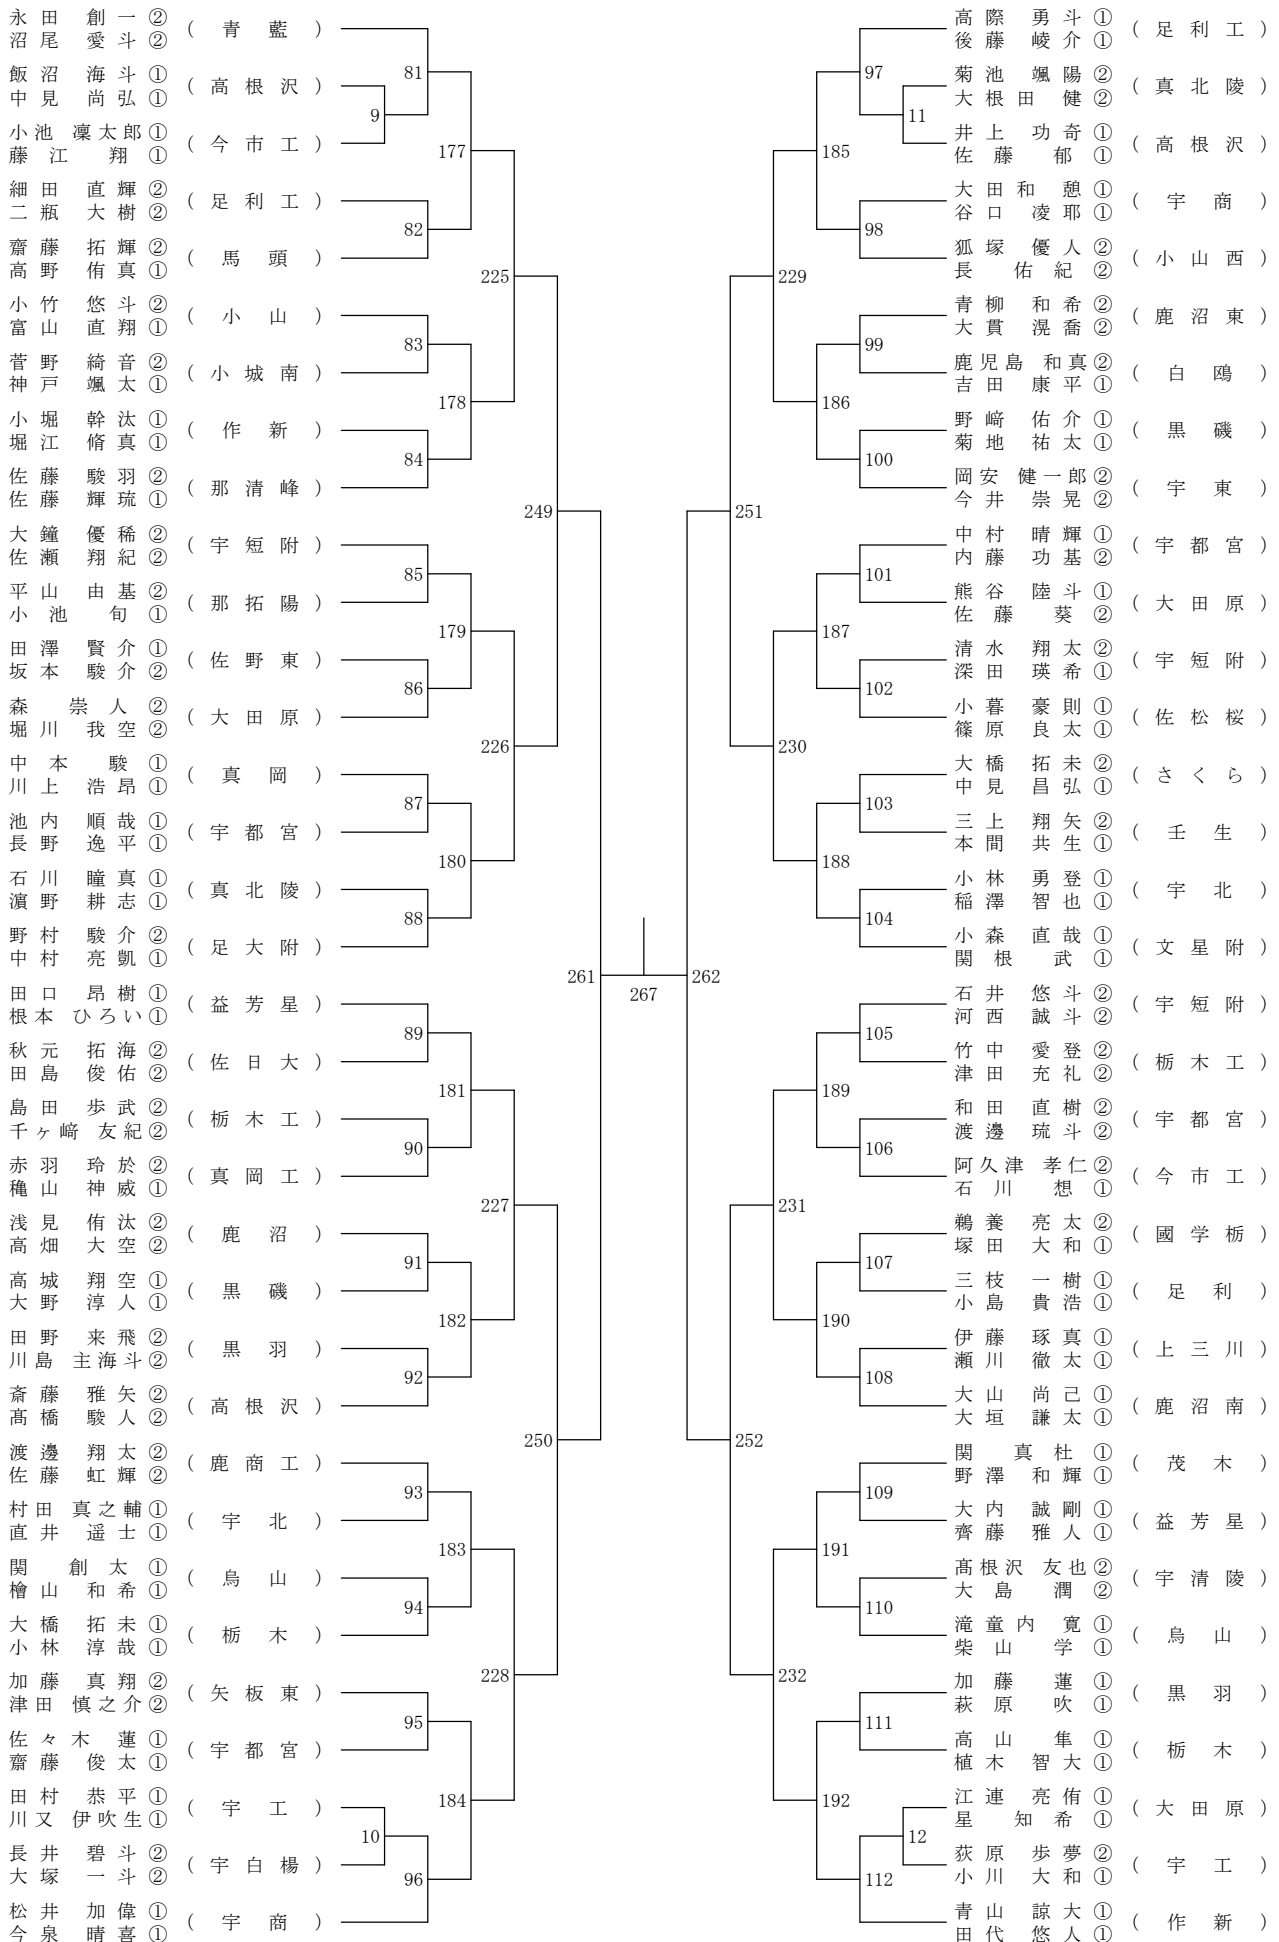 永田 創一 ②
沼尾 愛斗 ②
( 青藍 )
飯沼 海斗 ①
中見 尚弘 ①
( 高根沢 )
小池 凜太郎 ①
藤江 翔 ①
( 今市工 )
細田 直輝 ②
二瓶 大樹 ②
( 足利工 )
齋藤 拓輝 ②
高野 侑真 ①
( 馬頭 )
小竹 悠斗 ②
富山 直翔 ①
( 小山 )
菅野 綺音 ②
神戸 颯太 ①
( 小城南 )
小堀 幹汰 ①
堀江 脩真 ①
( 作新 )
佐藤 駿羽 ②
佐藤 輝琉 ①
( 那清峰 )
大鐘 優稀 ②
佐瀬 翔紀 ②
( 宇短附 )
平山 由基 ②
小池 旬 ①
( 那拓陽 )
田澤 賢介 ①
坂本 駿介 ②
( 佐野東 )
森 崇人 ②
堀川 我空 ②
( 大田原 )
中本 駿 ①
川上 浩昂 ①
( 真岡 )
池内 順哉 ①
長野 逸平 ①
( 宇都宮 )
石川 瞳真 ①
濵野 耕志 ①
( 真北陵 )
野村 駿介 ②
中村 亮凱 ①
( 足大附 )
田口 昂樹 ①
根本 ひろい ①
( 益芳星 )
秋元 拓海 ②
田島 俊佑 ②
( 佐日大 )
島田 歩武 ②
千ヶ﨑 友紀 ②
( 栃木工 )
赤羽 玲於 ②
穐山 神威 ①
( 真岡工 )
浅見 侑汰 ②
高畑 大空 ②
( 鹿沼 )
高城 翔空 ①
大野 淳人 ①
( 黒磯 )
田野 来飛 ②
川島 主海斗 ②
( 黒羽 )
斎藤 雅矢 ②
髙橋 駿人 ②
( 高根沢 )
渡邊 翔太 ②
佐藤 虹輝 ②
( 鹿商工 )
村田 真之輔 ①
直井 遥士 ①
( 宇北 )
関 創太 ①
檜山 和希 ①
( 烏山 )
大橋 拓未 ①
小林 淳哉 ①
( 栃木 )
加藤 真翔 ②
津田 慎之介 ②
( 矢板東 )
佐々木 蓮 ①
齋藤 俊太 ①
( 宇都宮 )
田村 恭平 ①
川又 伊吹生 ①
( 宇工 )
長井 碧斗 ②
大塚 一斗 ②
( 宇白楊 )
松井 加偉 ①
今泉 晴喜 ①
( 宇商 )
9
10
81
82
83
84
85
86
87
88
89
90
91
92
93
94
95
96
177
178
179
180
181
182
183
184
225
226
227
228
249
250
261
267
262
251
252
229
230
231
232
185
186
187
188
189
190
191
192
97
98
99
100
101
102
103
104
105
106
107
108
109
110
111
112
11
12
高際 勇斗 ①
後藤 崚介 ①
( 足利工 )
菊池 颯陽 ②
大根田 健 ②
( 真北陵 )
井上 功奇 ①
佐藤 郁 ①
( 高根沢 )
大田和 憩 ①
谷口 凌耶 ①
( 宇商 )
狐塚 優人 ②
長 佑紀 ②
( 小山西 )
青柳 和希 ②
大貫 滉喬 ②
( 鹿沼東 )
鹿児島 和真 ②
吉田 康平 ①
( 白鴎 )
野﨑 佑介 ①
菊地 祐太 ①
( 黒磯 )
岡安 健一郎 ②
今井 崇晃 ②
( 宇東 )
中村 晴輝 ①
内藤 功基 ②
( 宇都宮 )
熊谷 陸斗 ①
佐藤 葵 ②
( 大田原 )
清水 翔太 ②
深田 瑛希 ①
( 宇短附 )
小暮 豪則 ①
篠原 良太 ①
( 佐松桜 )
大橋 拓未 ②
中見 昌弘 ①
( さくら )
三上 翔矢 ②
本間 共生 ①
( 壬生 )
小林 勇登 ①
稲澤 智也 ①
( 宇北 )
小森 直哉 ①
関根 武 ①
( 文星附 )
石井 悠斗 ②
河西 誠斗 ②
( 宇短附 )
竹中 愛登 ②
津田 充礼 ②
( 栃木工 )
和田 直樹 ②
渡邊 琉斗 ②
( 宇都宮 )
阿久津 孝仁 ②
石川 想 ①
( 今市工 )
鵜養 亮太 ②
塚田 大和 ①
( 國学栃 )
三枝 一樹 ①
小島 貴浩 ①
( 足利 )
伊藤 琢真 ①
瀬川 徹太 ①
( 上三川 )
大山 尚己 ①
大垣 謙太 ①
( 鹿沼南 )
関 真杜 ①
野澤 和輝 ①
( 茂木 )
大内 誠剛 ①
齊藤 雅人 ①
( 益芳星 )
髙根沢 友也 ②
大島 潤 ②
( 宇清陵 )
滝童内 寛 ①
柴山 学 ①
( 烏山 )
加藤 蓮 ①
萩原 吹 ①
( 黒羽 )
高山 隼 ①
植木 智大 ①
( 栃木 )
江連 亮侑 ①
星 知希 ①
( 大田原 )
荻原 歩夢 ②
小川 大和 ①
( 宇工 )
青山 諒大 ①
田代 悠人 ①
( 作新 )